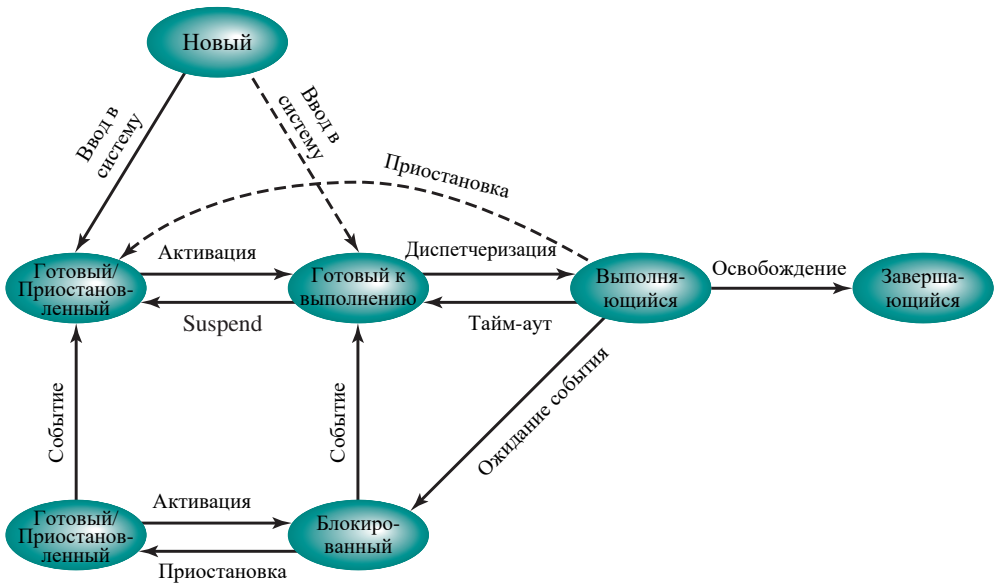 Новый
Ввод в
систему
Ввод в
систему
Приостановка
Активация
Диспетчеризация
Освобождение
Готовый/
Приостанов-
ленный
Готовый к
выполнению
Выполня-
ющийся
Заверша-
ющийся
Suspend
Тайм-аут
Событие
Событие
Ожидание события
Активация
Готовый/
Приостанов-
ленный
Блокиро-
ванный
Приостановка